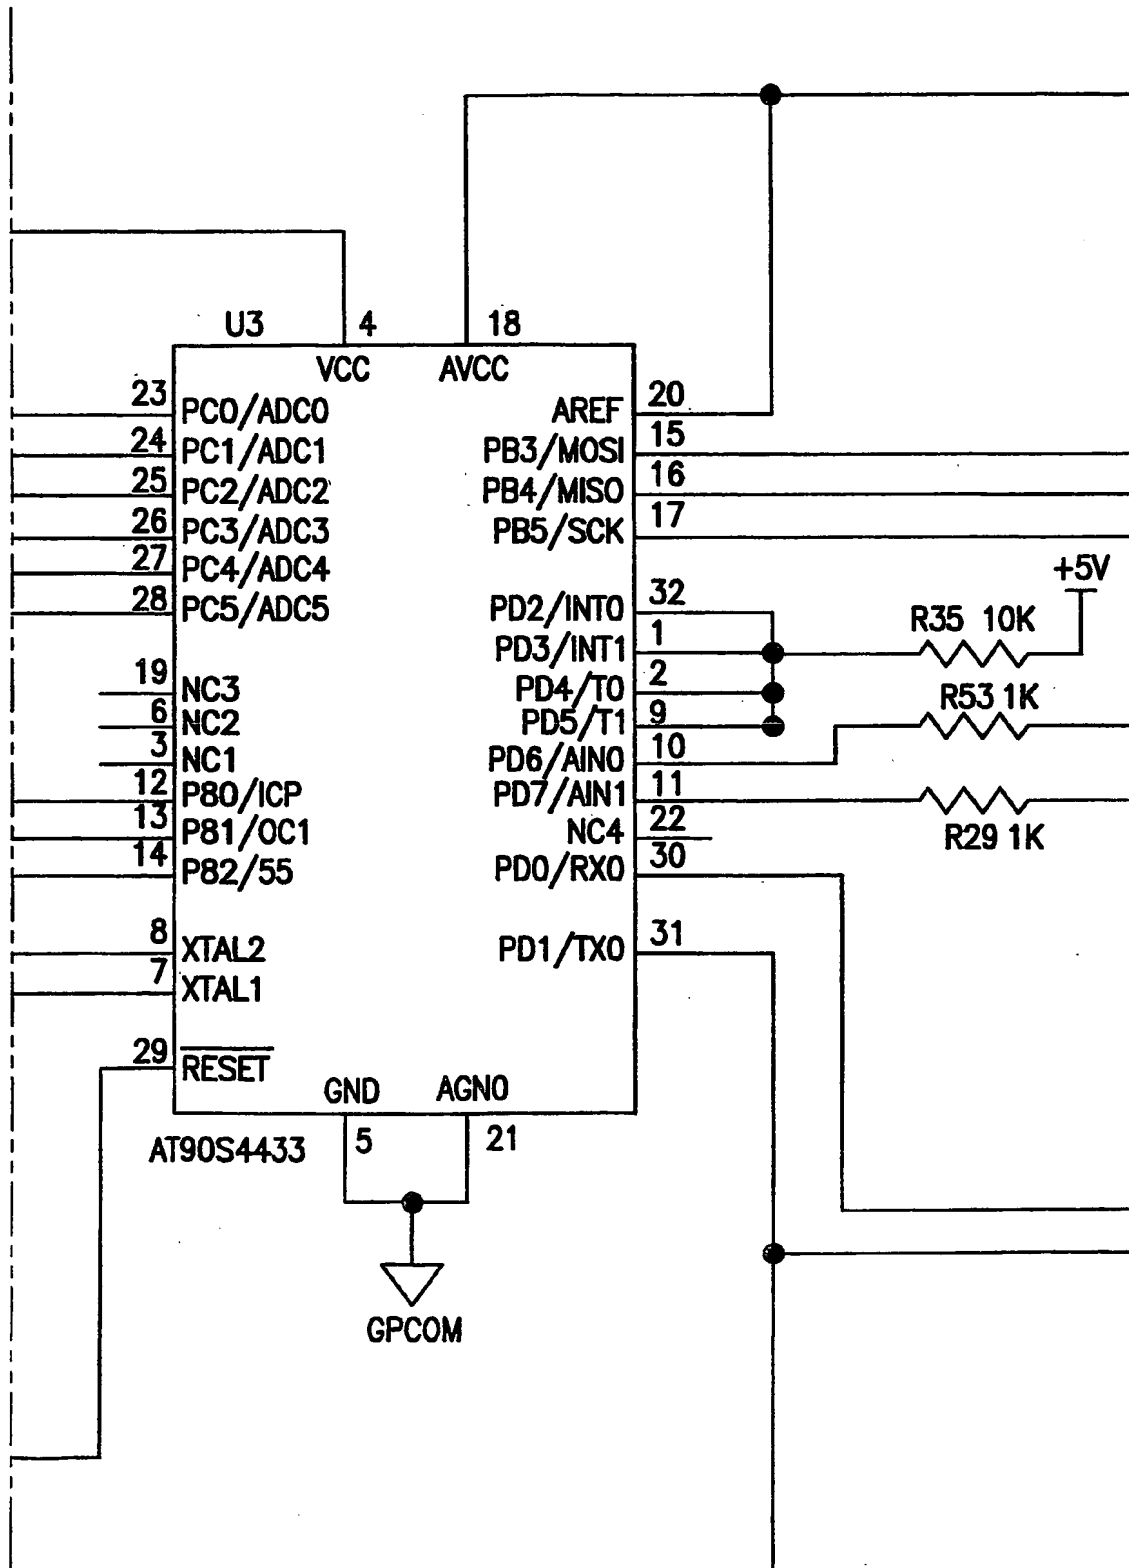 U3 4 18
VCC AVCC
23 PC0/ADC0 AREF 20
24 PC1/ADC1 PB3/MOSI 15
25 PC2/ADC2 PB4/MISO 16
26 PC3/ADC3 PB5/SCK 17
27 PC4/ADC4
+5V
28 PC5/ADC5 PD2/INT0 32
R35 10K
PD3/INT1 1
19 NC3 PD4/T0 2
R53 1K
6 NC2 PD5/T1 9
3 NC1 PD6/AIN0 10
12 P80/ICP PD7/AIN1 11
13 P81/OC1 NC4 22
R29 1K
14 P82/55 PD0/RX0 30
8 XTAL2 PD1/TX0 31
7 XTAL1
29 RESET
GND AGN0
AT90S4433 5 21
GPCOM